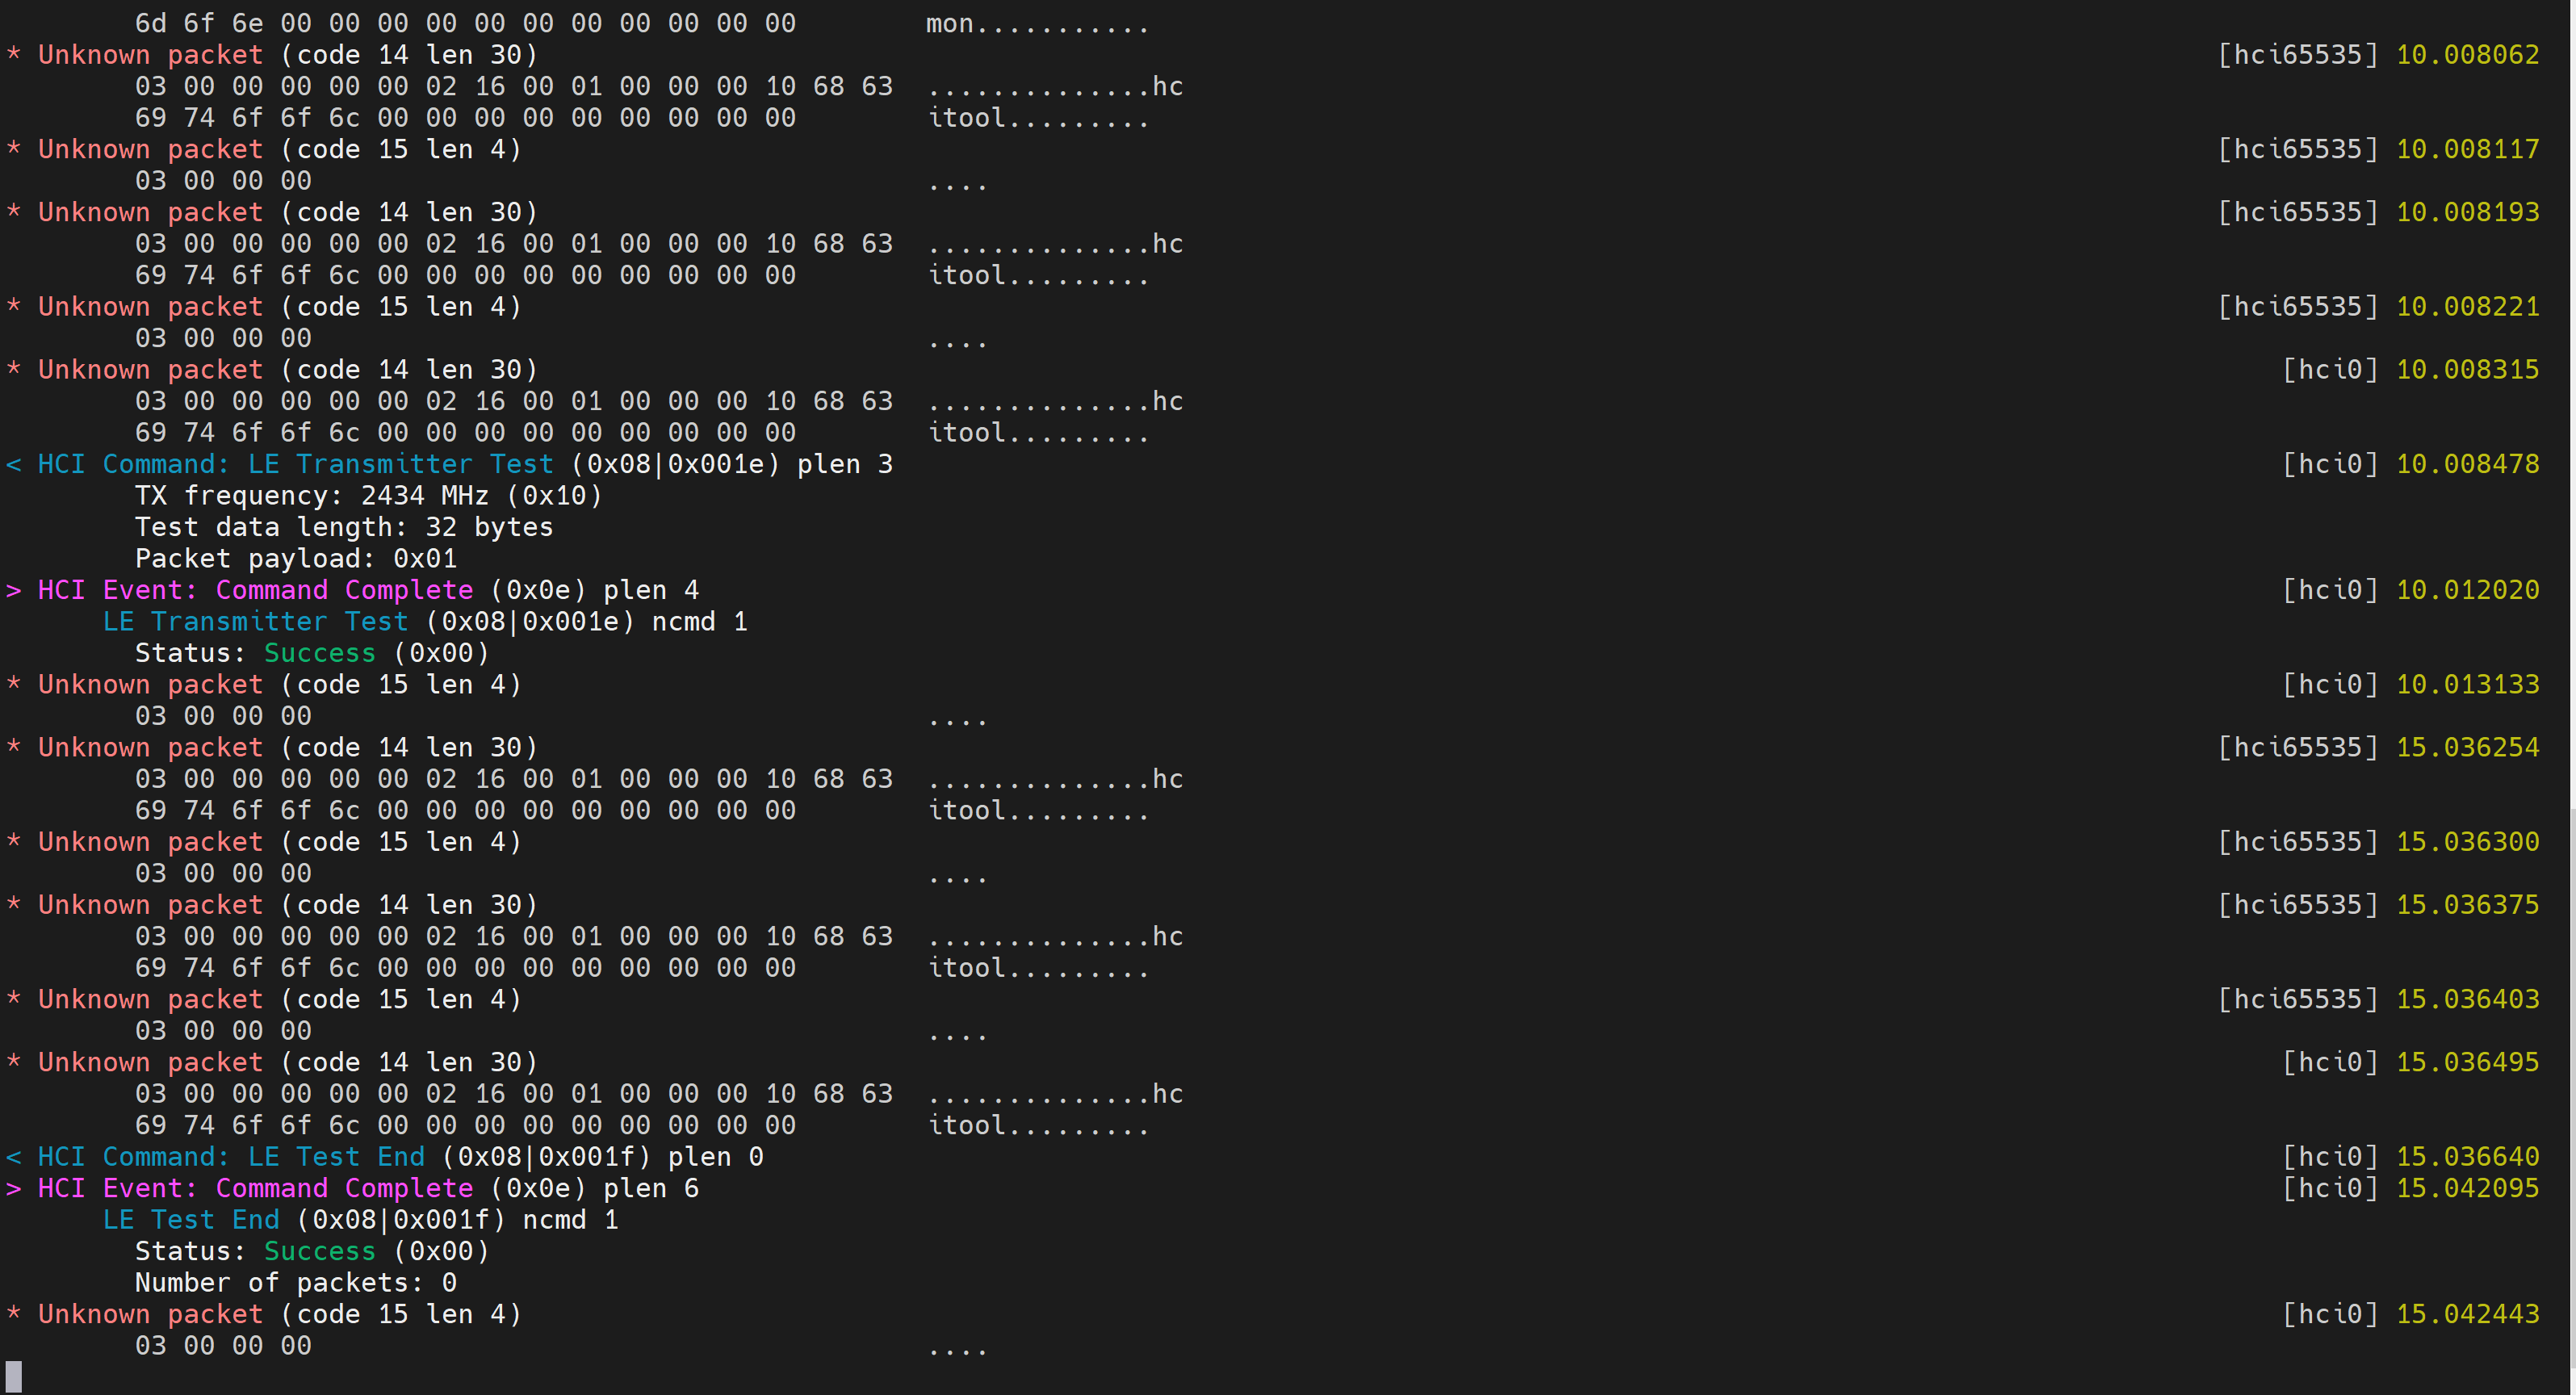 6d 6f 6e 00 00 00 00 00 00 00 00 00 00 00 mon...........
* Unknown packet (code 14 len 30) [hci65535] 10.008062
03 00 00 00 00 00 02 16 00 01 00 00 00 10 68 63 ..............hc
69 74 6f 6f 6c 00 00 00 00 00 00 00 00 00 itool.........
* Unknown packet (code 15 len 4) [hci65535] 10.008117
03 00 00 00 ....
* Unknown packet (code 14 len 30) [hci65535] 10.008193
03 00 00 00 00 00 02 16 00 01 00 00 00 10 68 63 ..............hc
69 74 6f 6f 6c 00 00 00 00 00 00 00 00 00 itool.........
* Unknown packet (code 15 len 4) [hci65535] 10.008221
03 00 00 00 ....
* Unknown packet (code 14 len 30) [hci0] 10.008315
03 00 00 00 00 00 02 16 00 01 00 00 00 10 68 63 ..............hc
69 74 6f 6f 6c 00 00 00 00 00 00 00 00 00 itool.........
< HCI Command: LE Transmitter Test (0x08|0x001e) plen 3 [hci0] 10.008478
TX frequency: 2434 MHz (0x10)
Test data length: 32 bytes
Packet payload: 0x01
> HCI Event: Command Complete (0x0e) plen 4 [hci0] 10.012020
LE Transmitter Test (0x08|0x001e) ncmd 1
Status: Success (0x00)
* Unknown packet (code 15 len 4) [hci0] 10.013133
03 00 00 00 ....
* Unknown packet (code 14 len 30) [hci65535] 15.036254
03 00 00 00 00 00 02 16 00 01 00 00 00 10 68 63 ..............hc
69 74 6f 6f 6c 00 00 00 00 00 00 00 00 00 itool.........
* Unknown packet (code 15 len 4) [hci65535] 15.036300
03 00 00 00 ....
* Unknown packet (code 14 len 30) [hci65535] 15.036375
03 00 00 00 00 00 02 16 00 01 00 00 00 10 68 63 ..............hc
69 74 6f 6f 6c 00 00 00 00 00 00 00 00 00 itool.........
* Unknown packet (code 15 len 4) [hci65535] 15.036403
03 00 00 00 ....
* Unknown packet (code 14 len 30) [hci0] 15.036495
03 00 00 00 00 00 02 16 00 01 00 00 00 10 68 63 ..............hc
69 74 6f 6f 6c 00 00 00 00 00 00 00 00 00 itool.........
< HCI Command: LE Test End (0x08|0x001f) plen 0 [hci0] 15.036640
> HCI Event: Command Complete (0x0e) plen 6 [hci0] 15.042095
LE Test End (0x08|0x001f) ncmd 1
Status: Success (0x00)
Number of packets: 0
* Unknown packet (code 15 len 4) [hci0] 15.042443
03 00 00 00 ....